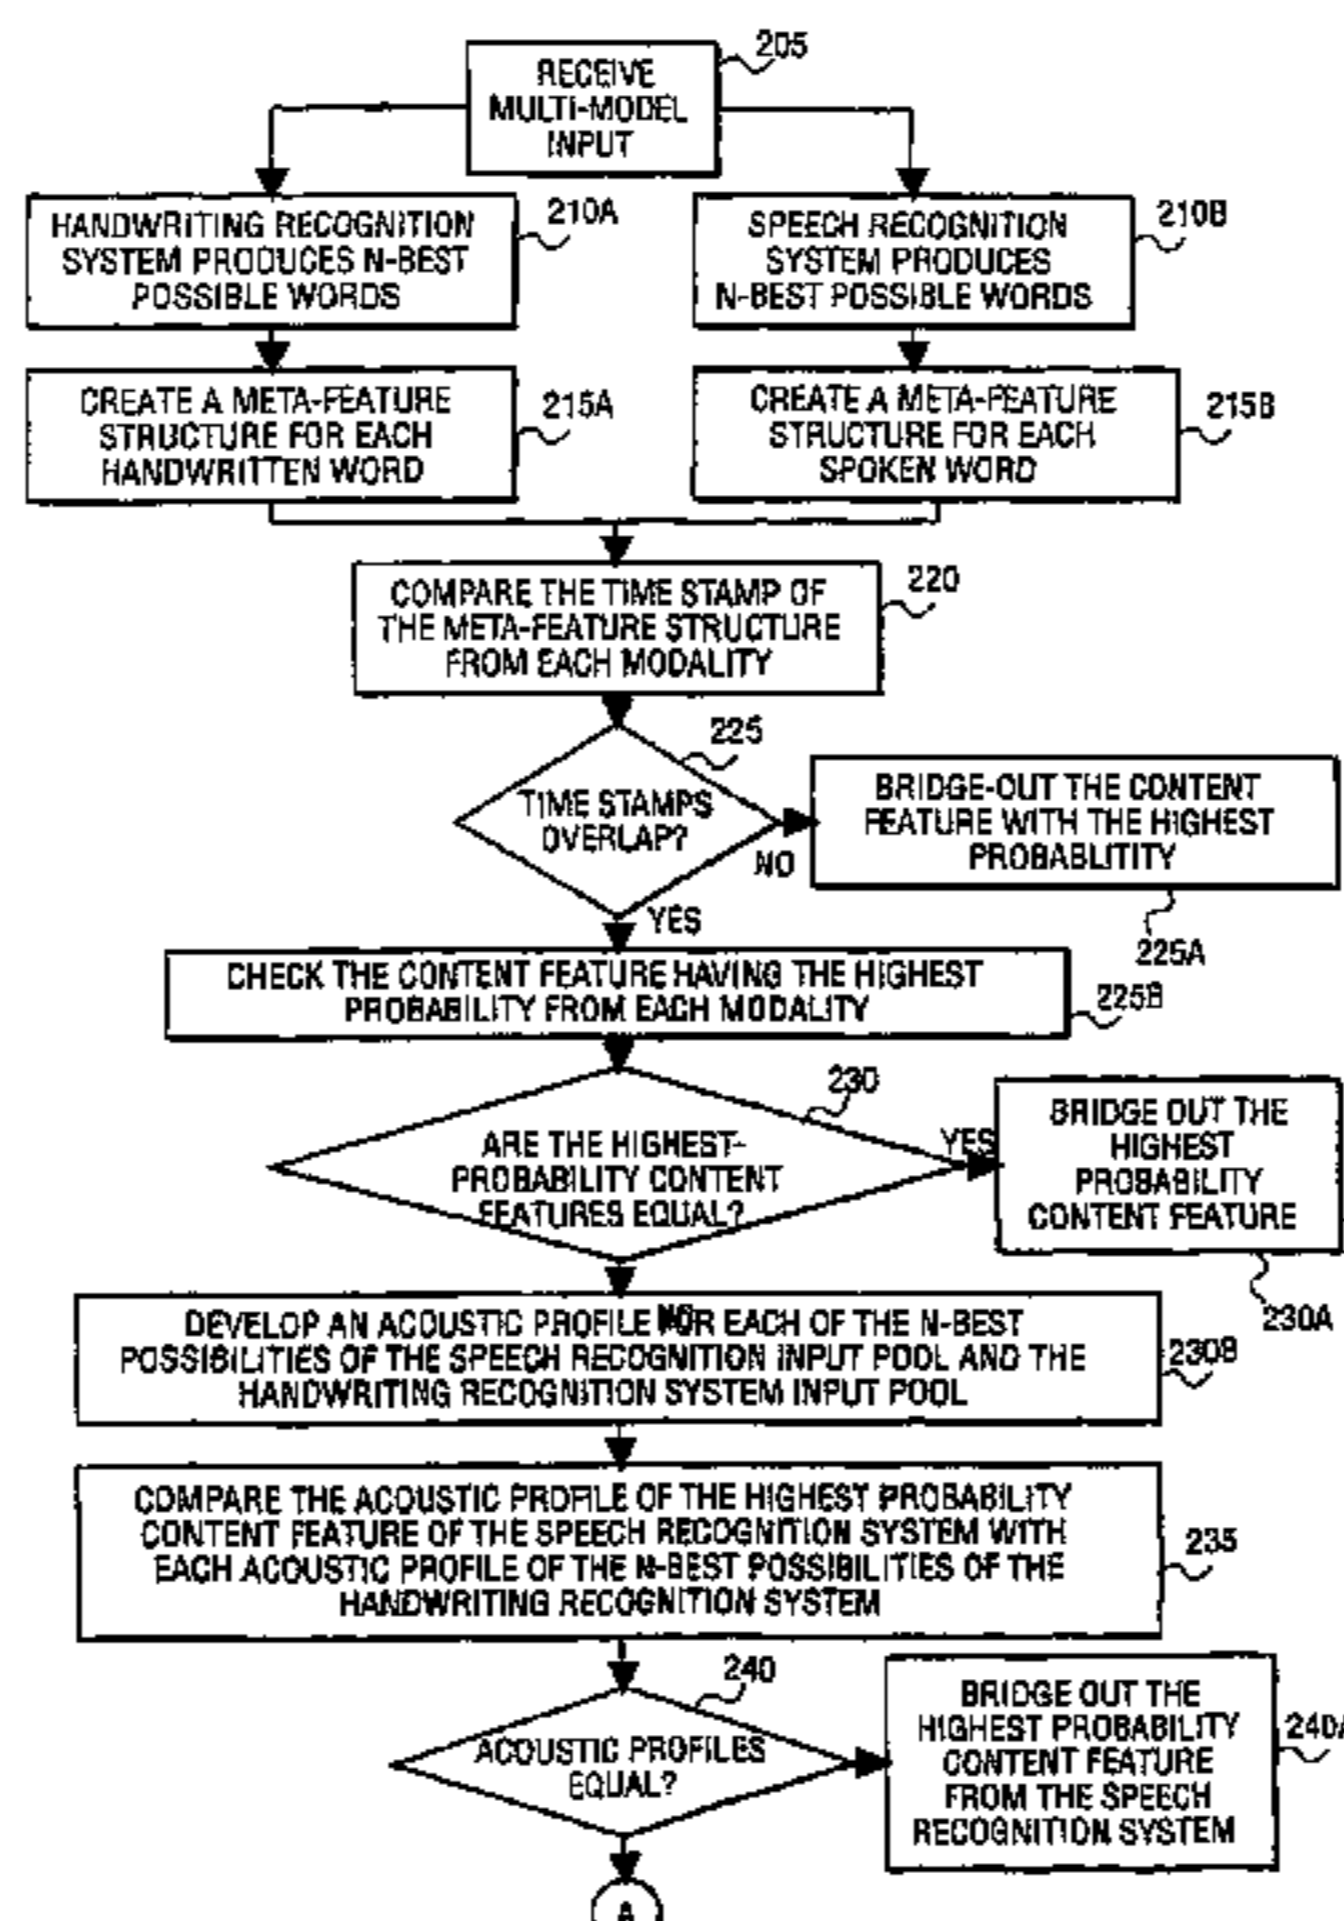 205
RECEIVE
MULTI-MODEL
INPUT
210A
HANDWRITING RECOGNITION
SYSTEM PRODUCES N-BEST
POSSIBLE WORDS
210B
SPEECH RECOGNITION
SYSTEM PRODUCES
N-BEST POSSIBLE WORDS
215A
CREATE A META-FEATURE
STRUCTURE FOR EACH
HANDWRITTEN WORD
215B
CREATE A META-FEATURE
STRUCTURE FOR EACH
SPOKEN WORD
220
COMPARE THE TIME STAMP OF
THE META-FEATURE STRUCTURE
FROM EACH MODALITY
225
TIME STAMPS
OVERLAP?
NO
BRIDGE-OUT THE CONTENT
FEATURE WITH THE HIGHEST
PROBABLITITY
225A
YES
CHECK THE CONTENT FEATURE HAVING THE HIGHEST
PROBABILITY FROM EACH MODALITY
225B
230
ARE THE HIGHEST-
PROBABILITY CONTENT
FEATURES EQUAL?
YES
BRIDGE OUT THE
HIGHEST
PROBABILITY
CONTENT FEATURE
230A
NO
DEVELOP AN ACOUSTIC PROFILE FOR EACH OF THE N-BEST
POSSIBILITIES OF THE SPEECH RECOGNITION INPUT POOL AND THE
HANDWRITING RECOGNITION SYSTEM INPUT POOL
230B
COMPARE THE ACOUSTIC PROFILE OF THE HIGHEST PROBABILITY
CONTENT FEATURE OF THE SPEECH RECOGNITION SYSTEM WITH
EACH ACOUSTIC PROFILE OF THE N-BEST POSSIBILITIES OF THE
HANDWRITING RECOGNITION SYSTEM
235
240
ACOUSTIC PROFILES
EQUAL?
BRIDGE OUT THE
HIGHEST PROBABILITY
CONTENT FEATURE
FROM THE SPEECH
RECOGNITION SYSTEM
240A
A